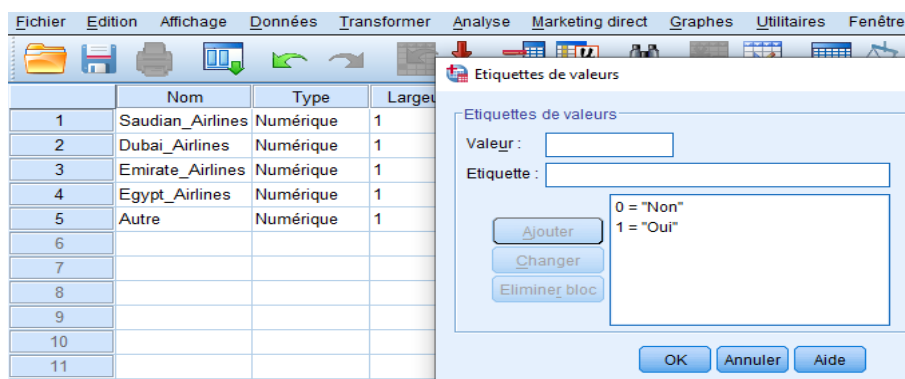 Fichier Edition Affichage Données Transformer Analyse Marketing direct Graphes Utilitaires Fenêtre
Etiquettes de valeurs
Nom Type Largeu
1 Saudian_Airlines Numérique 1
2 Dubai_Airlines Numérique 1
3 Emirate_Airlines Numérique 1
4 Egypt_Airlines Numérique 1
5 Autre Numérique 1
6
7
8
9
10
11
Etiquettes de valeurs
Valeur :
Etiquette :
0 = "Non"
1 = "Oui"
Ajouter
Changer
Eliminer bloc
OK Annuler Aide